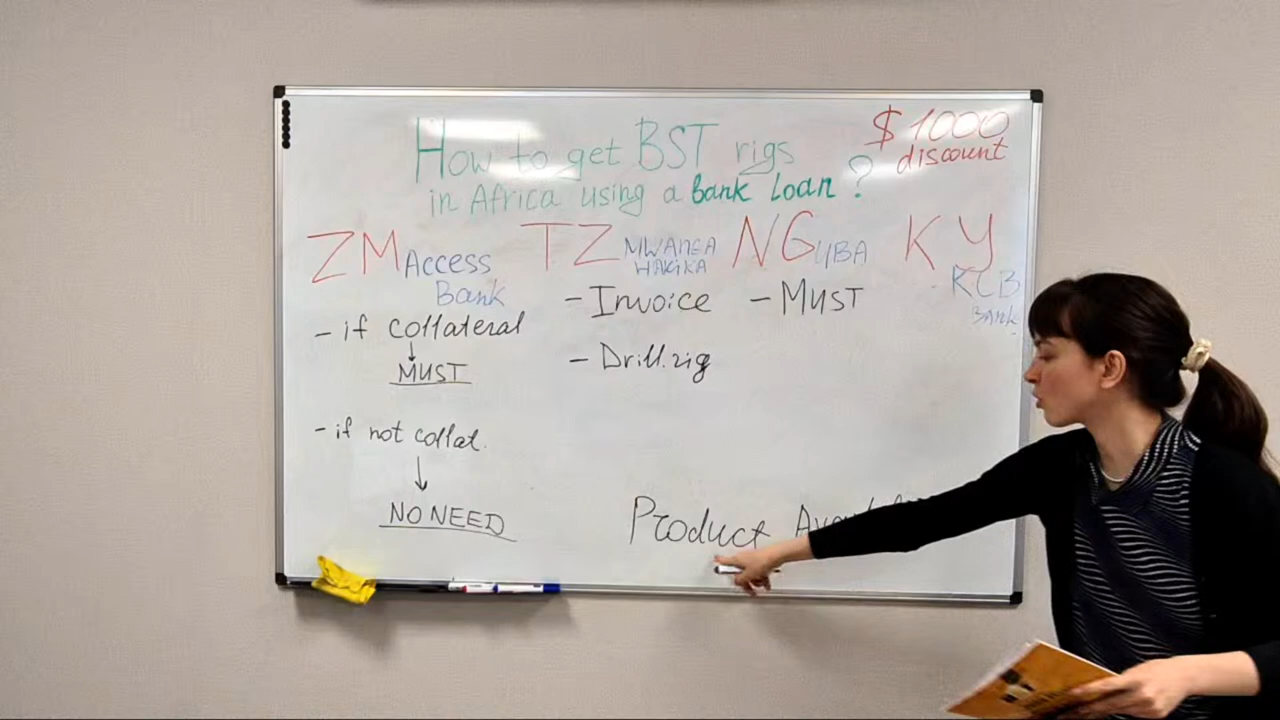 How to get BST rigs
in Africa using a bank loan?
$1000
discount
ZM Access
Bank
- if collateral
MUST
- if not collat.
NO NEED
TZ MWANGA
HAKIKA
- Invoice
- Drill.rig
NG UBA
- MUST
KY
KCB
BANK
Product